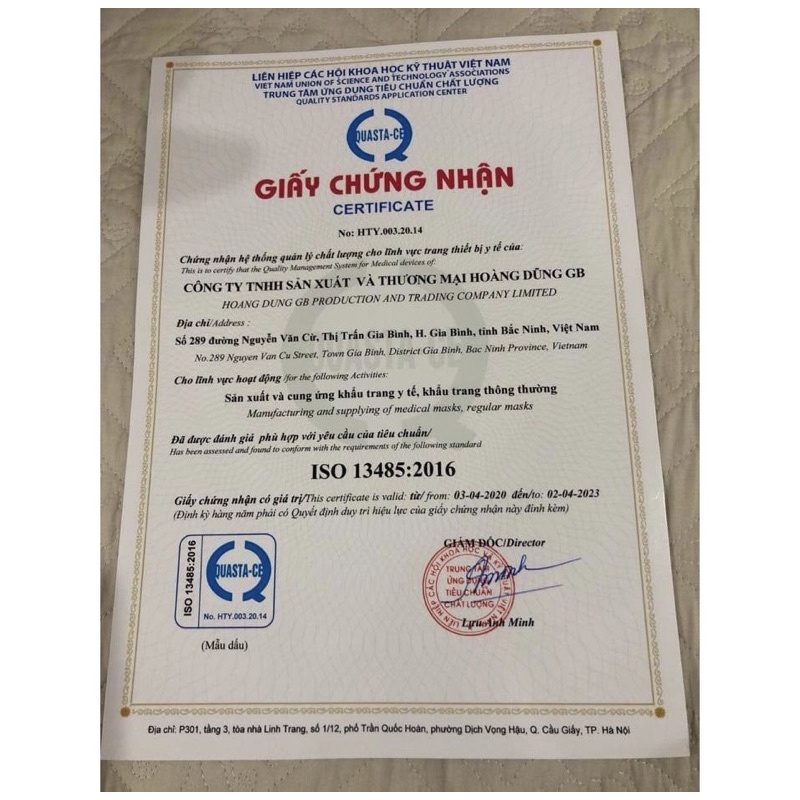 LIÊN HIỆP CÁC HỘI KHOA HỌC KỸ THUẬT VIỆT NAM
VIET NAM UNION OF SCIENCE AND TECHNOLOGY ASSOCIATIONS
TRUNG TÂM ỨNG DỤNG TIÊU CHUẨN CHẤT LƯỢNG
QUALITY STANDARDS APPLICATION CENTER
QUASTA-CE
GIẤY CHỨNG NHẬN
CERTIFICATE
No: HTY.003.20.14
Chứng nhận hệ thống quản lý chất lượng cho lĩnh vực trang thiết bị y tế của:
This is to certify that the Quality Management System for Medical devices of:
CÔNG TY TNHH SẢN XUẤT VÀ THƯƠNG MẠI HOÀNG DŨNG GB
HOANG DUNG GB PRODUCTION AND TRADING COMPANY LIMITED
Địa chỉ/Address :
Số 289 đường Nguyễn Văn Cừ, Thị Trấn Gia Bình, H. Gia Bình, tỉnh Bắc Ninh, Việt Nam
No.289 Nguyen Van Cu Street, Town Gia Binh, District Gia Binh, Bac Ninh Province, Vietnam
Cho lĩnh vực hoạt động /for the following Activities:
Sản xuất và cung ứng khẩu trang y tế, khẩu trang thông thường
Manufacturing and supplying of medical masks, regular masks
Đã được đánh giá phù hợp với yêu cầu của tiêu chuẩn/
Has been assessed and found to conform with the requirements of the following standard
ISO 13485:2016
Giấy chứng nhận có giá trị/This certificate is valid: từ/ from: 03-04-2020 đến/to: 02-04-2023
(Định kỳ hàng năm phải có Quyết định duy trì hiệu lực của giấy chứng nhận này đính kèm)
GIÁM ĐỐC/Director
ISO 13485:2016
QUASTA-CE
No. HTY.003.20.14
(Mẫu dấu)
TRUNG TÂM
ỨNG DỤNG
TIÊU CHUẨN
CHẤT LƯỢNG
Lưu Anh Minh
Địa chỉ: P301, tầng 3, tòa nhà Linh Trang, số 1/12, phố Trần Quốc Hoàn, phường Dịch Vọng Hậu, Q. Cầu Giấy, TP. Hà Nội